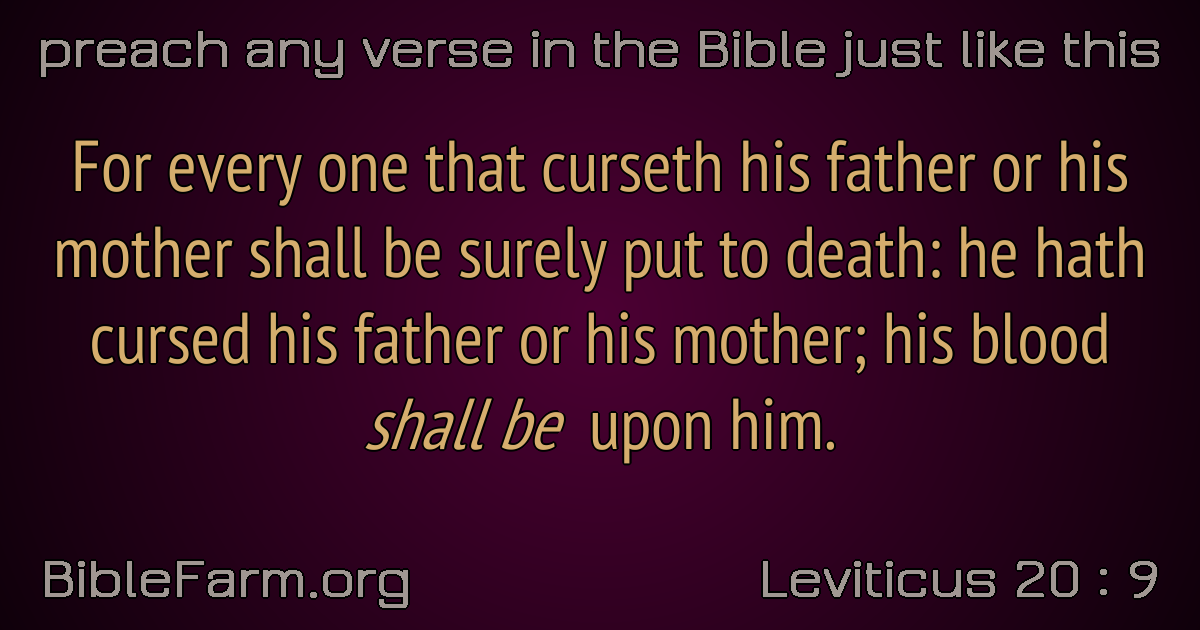 preach any verse in the Bible just like this
For every one that curseth his father or his
mother shall be surely put to death: he hath
cursed his father or his mother; his blood
shall be upon him.
BibleFarm.org
Leviticus 20 : 9